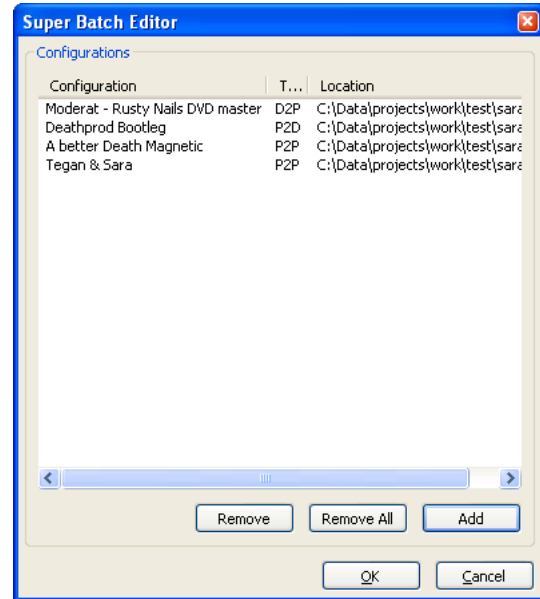 Super Batch Editor
Configurations
Configuration T... Location
Moderat - Rusty Nails DVD master D2P C:\Data\projects\work\test\sara
Deathprod Bootleg P2D C:\Data\projects\work\test\sara
A better Death Magnetic P2P C:\Data\projects\work\test\sara
Tegan & Sara P2P C:\Data\projects\work\test\sara
Remove Remove All Add
OK Cancel